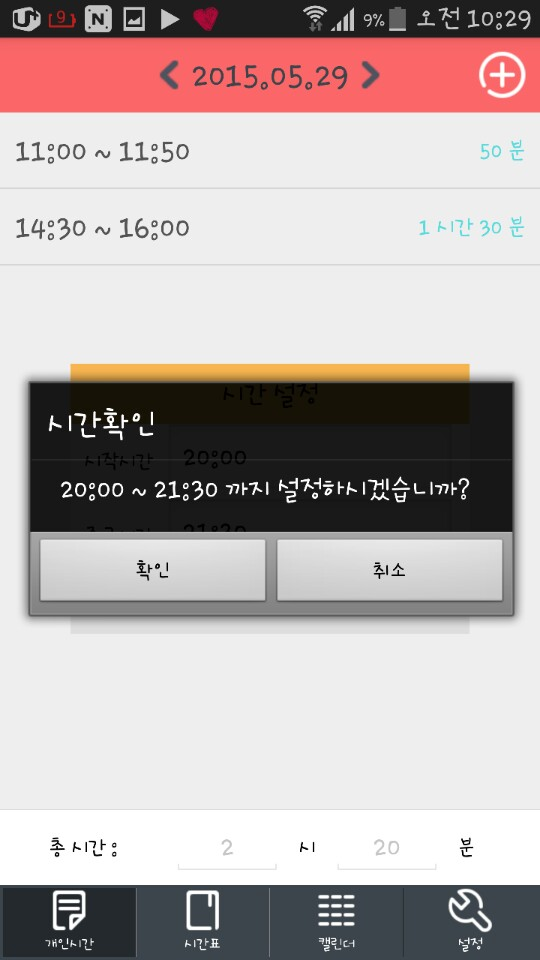 9 N 9% 오전 10:29
2015.05.29
11:00 ~ 11:50 50 분
14:30 ~ 16:00 1 시간 30 분
시간 설정
시간확인
시작시간 20:00
20:00 ~ 21:30 까지 설정하시겠습니까?
21:30
확인 취소
총 시간 : 2 시 20 분
개인시간 시간표 캘린더 설정